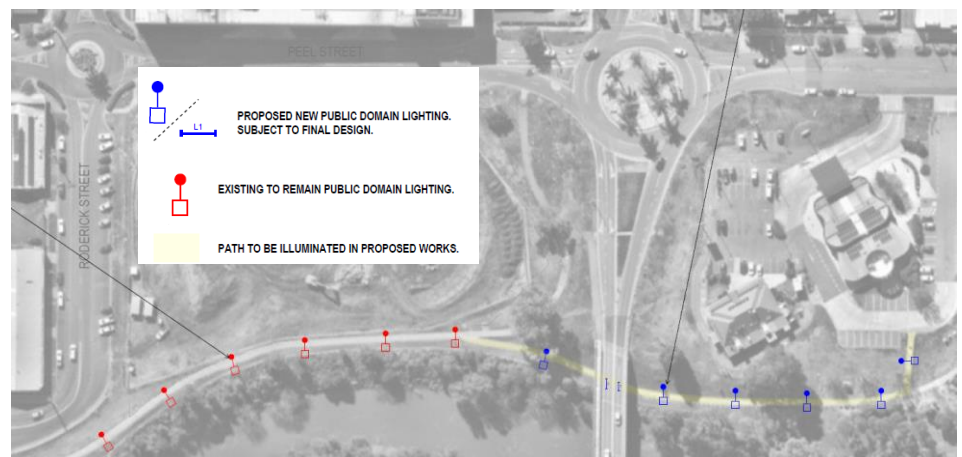 PEEL STREET
RODERICK STREET
L1
PROPOSED NEW PUBLIC DOMAIN LIGHTING.
SUBJECT TO FINAL DESIGN.
EXISTING TO REMAIN PUBLIC DOMAIN LIGHTING.
PATH TO BE ILLUMINATED IN PROPOSED WORKS.